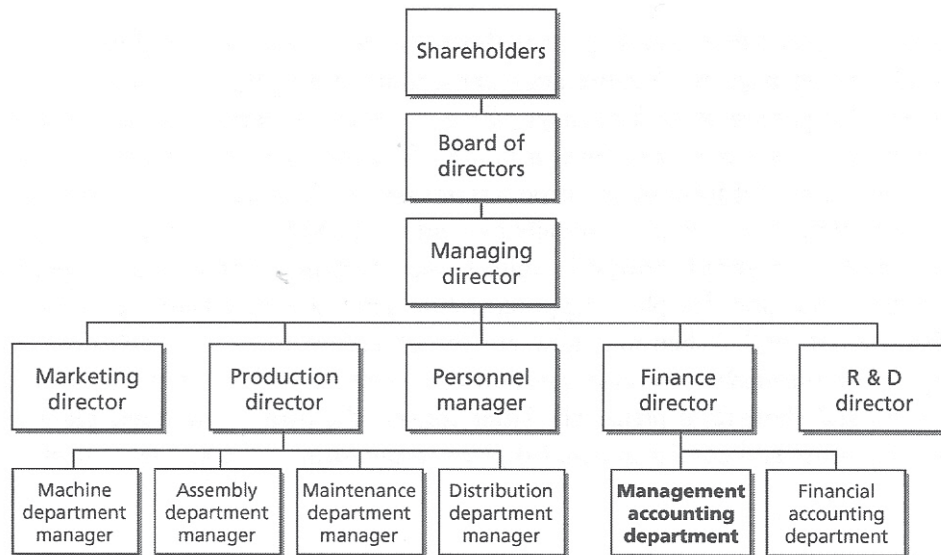 Shareholders
Board of
directors
Managing
director
Marketing
director
Production
director
Personnel
manager
Finance
director
R & D
director
Machine
department
manager
Assembly
department
manager
Maintenance
department
manager
Distribution
department
manager
Management
accounting
department
Financial
accounting
department